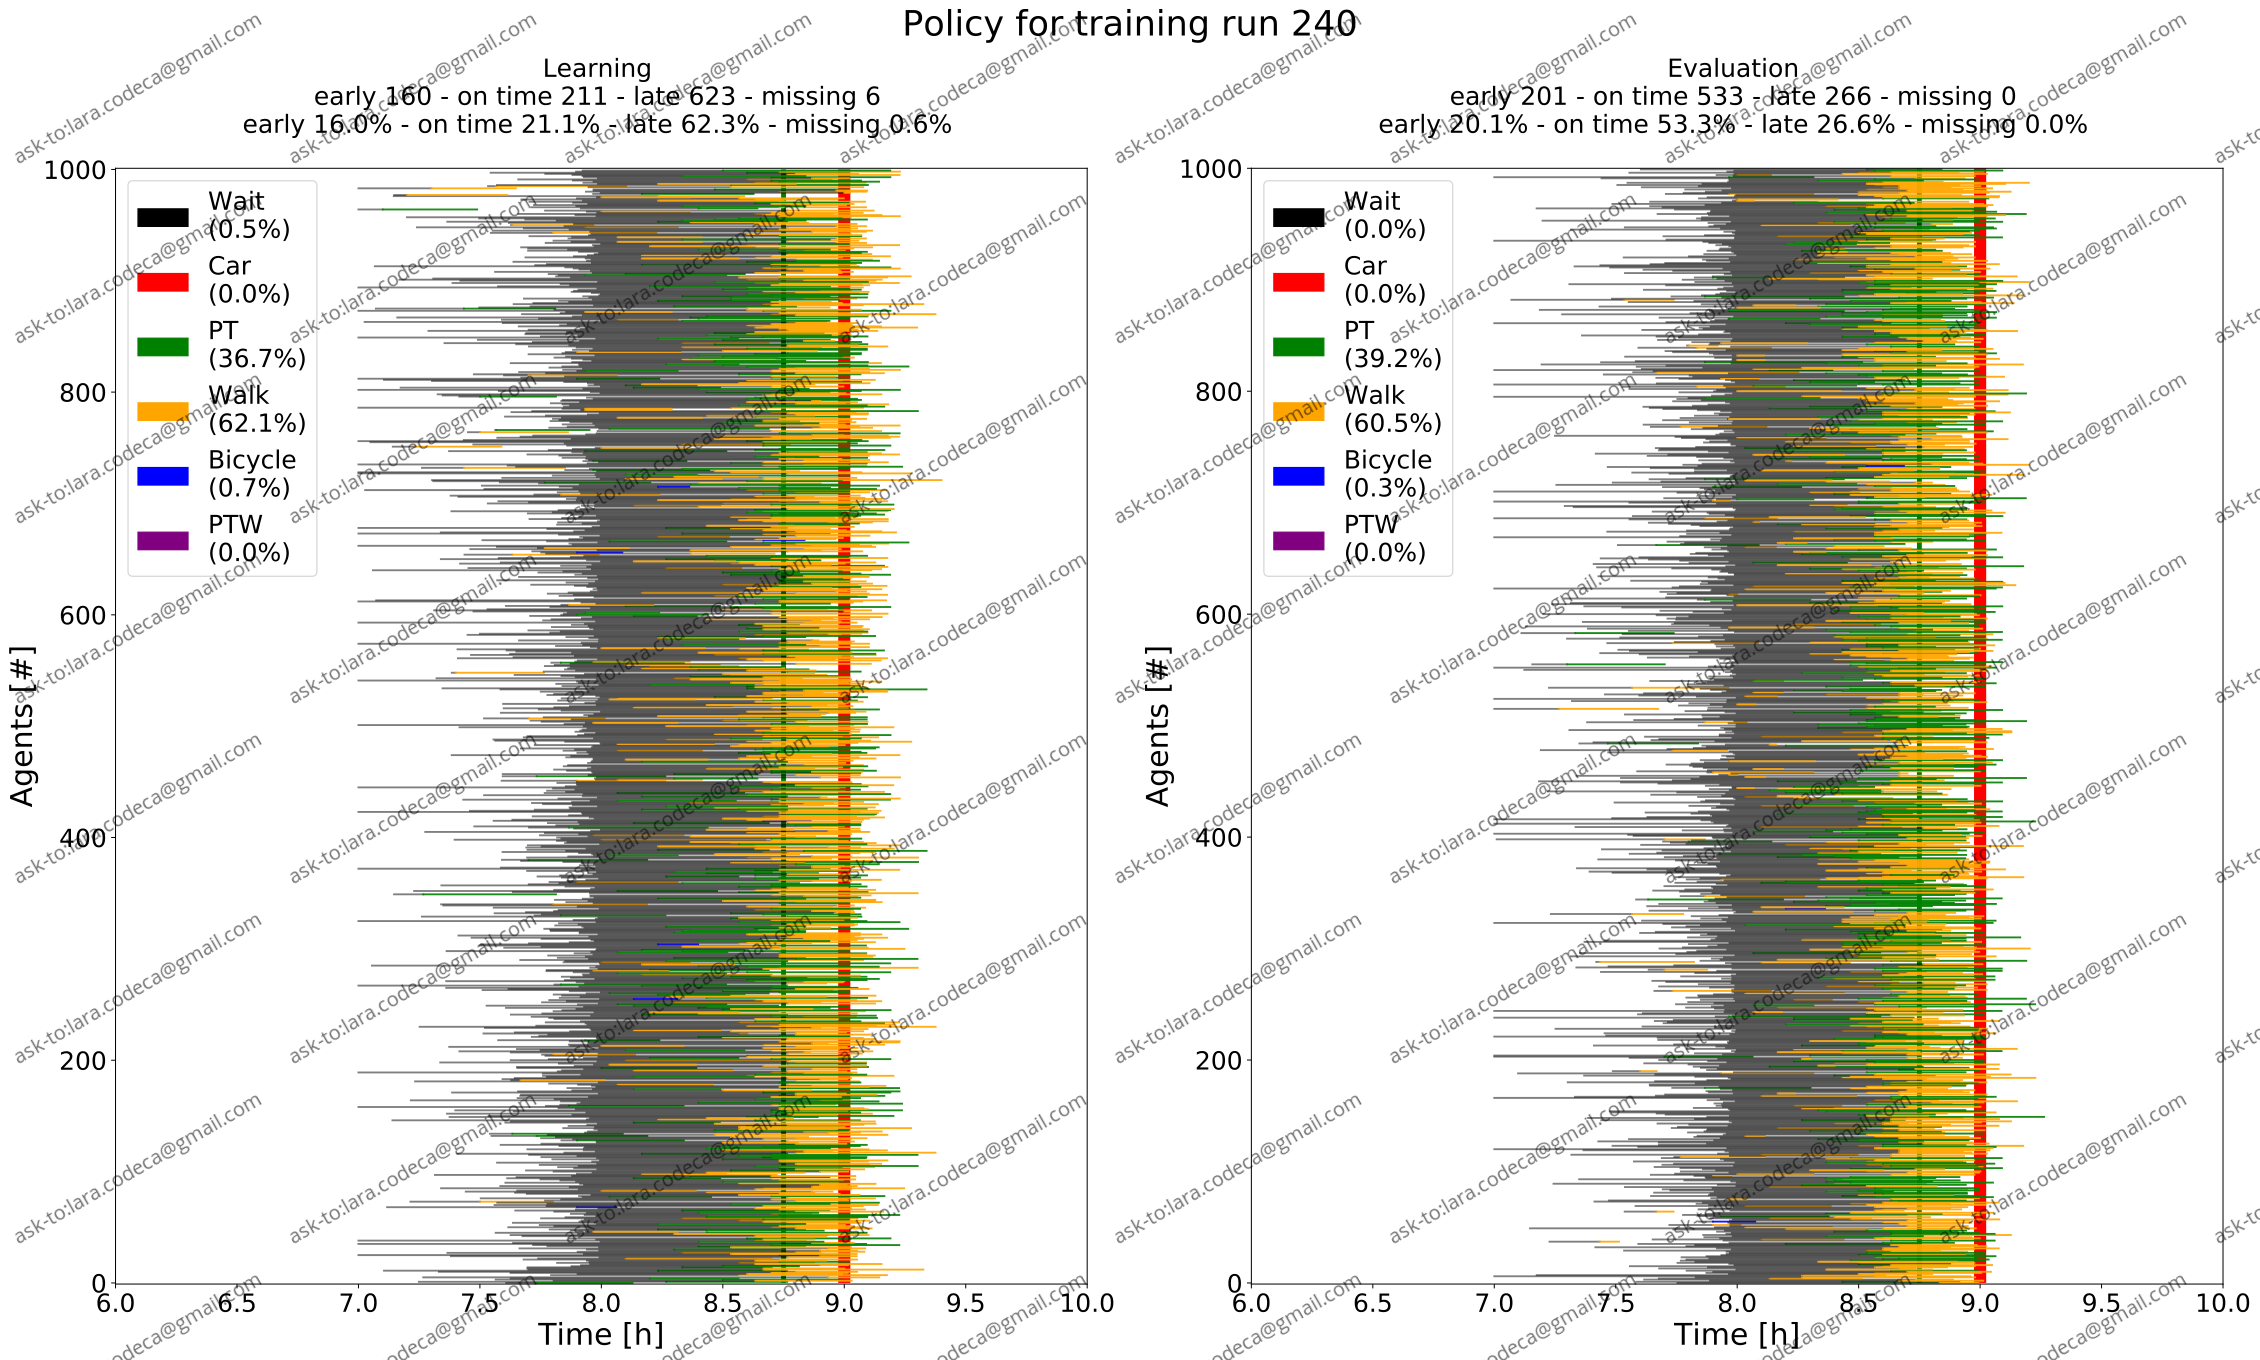 Policy for training run 240
Learning
early 160 - on time 211 - late 623 - missing 6
early 16.0% - on time 21.1% - late 62.3% - missing 0.6%
1000
800
600
400
200
0
Agents [#]
Wait
(0.5%)
Car
(0.0%)
PT
(36.7%)
Walk
(62.1%)
Bicycle
(0.7%)
PTW
(0.0%)
6.0 6.5 7.0 7.5 8.0 8.5 9.0 9.5 10.0
Time [h]
Evaluation
early 201 - on time 533 - late 266 - missing 0
early 20.1% - on time 53.3% - late 26.6% - missing 0.0%
1000
800
600
400
200
0
Agents [#]
Wait
(0.0%)
Car
(0.0%)
PT
(39.2%)
Walk
(60.5%)
Bicycle
(0.3%)
PTW
(0.0%)
6.0 6.5 7.0 7.5 8.0 8.5 9.0 9.5 10.0
Time [h]
ask-to:lara.codeca@gmail.com